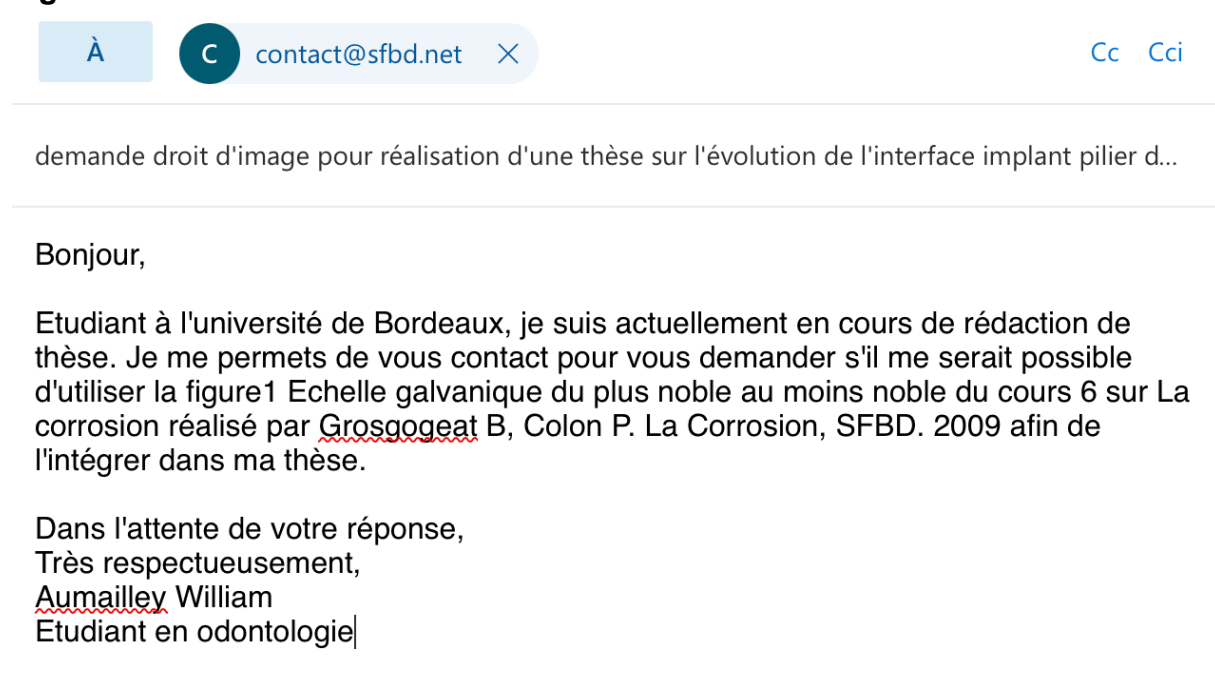 À
C contact@sfbd.net
Cc Cci
demande droit d'image pour réalisation d'une thèse sur l'évolution de l'interface implant pilier d...
Bonjour,
Etudiant à l'université de Bordeaux, je suis actuellement en cours de rédaction de
thèse. Je me permets de vous contact pour vous demander s'il me serait possible
d'utiliser la figure1 Echelle galvanique du plus noble au moins noble du cours 6 sur La
corrosion réalisé par Grosgogeat B, Colon P. La Corrosion, SFBD. 2009 afin de
l'intégrer dans ma thèse.
Dans l'attente de votre réponse,
Très respectueusement,
Aumailley William
Etudiant en odontologie